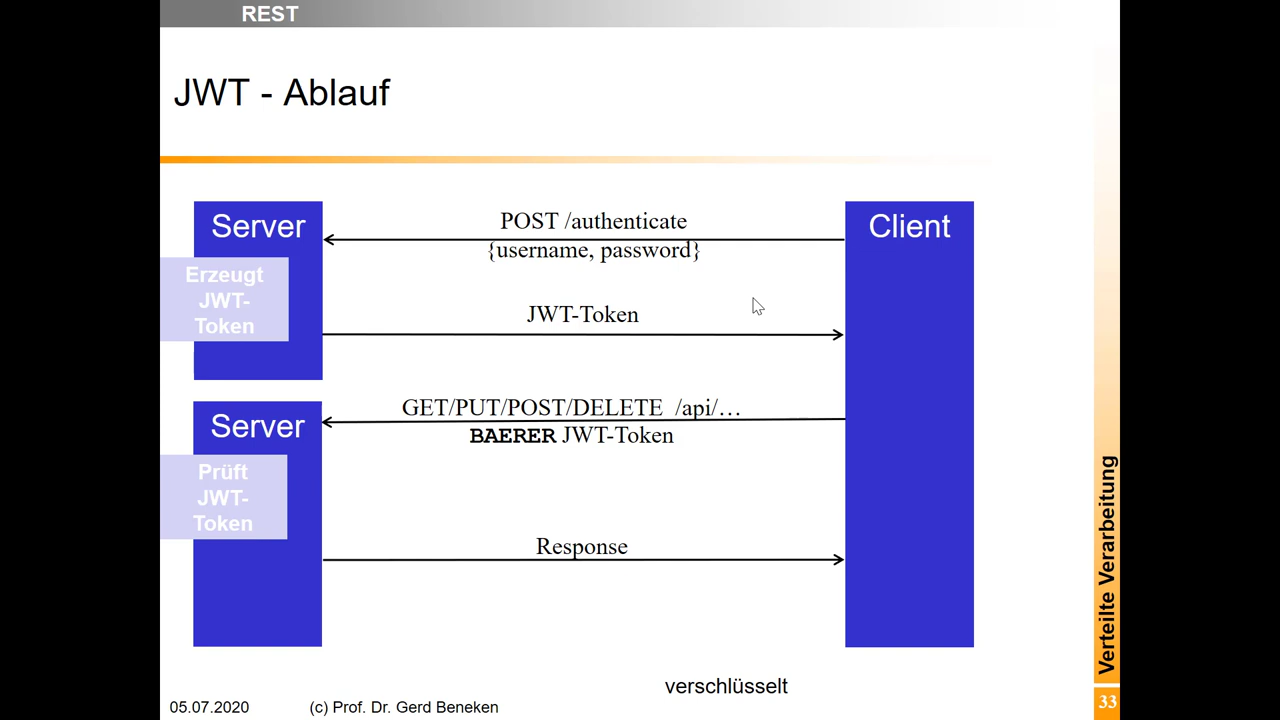 REST
JWT - Ablauf
Server
Erzeugt
JWT-
Token
POST /authenticate
{username, password}
JWT-Token
Client
Server
Prüft
JWT-
Token
GET/PUT/POST/DELETE /api/…
BAERER JWT-Token
Response
verschlüsselt
Verteilte Verarbeitung
05.07.2020
(c) Prof. Dr. Gerd Beneken
33